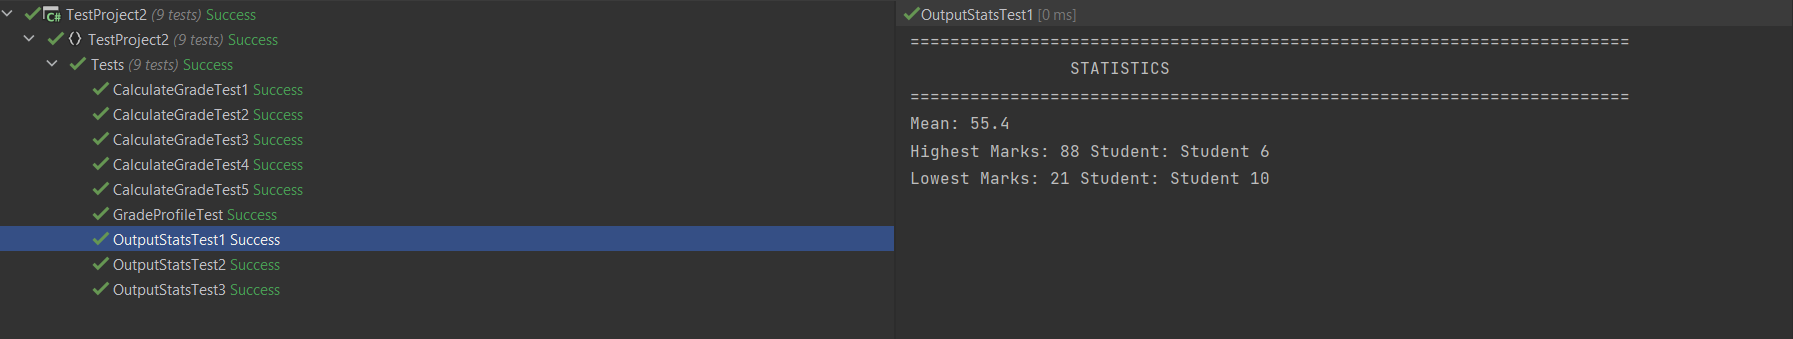 TestProject2 (9 tests) Success
TestProject2 (9 tests) Success
Tests (9 tests) Success
CalculateGradeTest1 Success
CalculateGradeTest2 Success
CalculateGradeTest3 Success
CalculateGradeTest4 Success
CalculateGradeTest5 Success
GradeProfileTest Success
OutputStatsTest1 Success
OutputStatsTest2 Success
OutputStatsTest3 Success
OutputStatsTest1 [0 ms]
========================================================================
STATISTICS
========================================================================
Mean: 55.4
Highest Marks: 88 Student: Student 6
Lowest Marks: 21 Student: Student 10